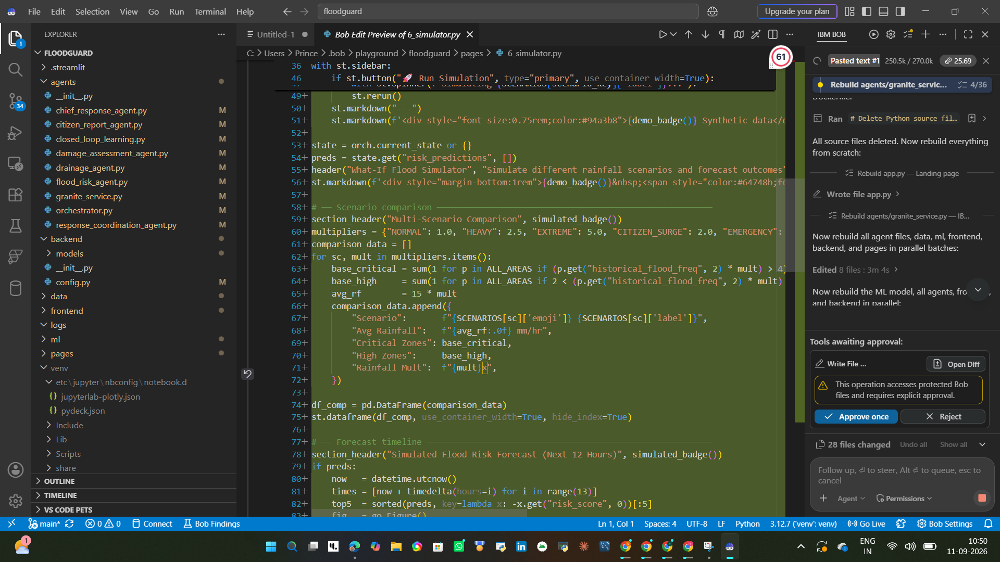 File Edit Selection View Go Run Terminal Help
floodguard
Upgrade your plan
EXPLORER
FLOODGUARD
.streamlit
agents
__init__.py
chief_response_agent.py M
citizen_report_agent.py M
closed_loop_learning.py M
damage_assessment_agent.py M
drainage_agent.py M
flood_risk_agent.py M
granite_service.py M
orchestrator.py M
response_coordination_agent.py M
backend
models
__init__.py
config.py M
data
frontend
logs
ml
pages
venv
etc\jupyter\nbconfig\notebook.d
jupyterlab-plotly.json
pydeck.json
Include
Lib
Scripts
share
OUTLINE
TIMELINE
VS CODE PETS
1
34
Untitled-1
Bob Edit Preview of 6_simulator.py
C: > Users > Prince > .bob > playground > floodguard > pages > 6_simulator.py
61
36 with st.sidebar:
46 if st.button("🚀 Run Simulation", type="primary", use_container_width=True):
49+ st.rerun()
50+ st.markdown("---")
51+ st.markdown(f'<div style="font-size:0.75rem;color:#94a3b8">{demo_badge()} Synthetic data</d
52+
53+ state = orch.current_state or {}
54+ preds = state.get("risk_predictions", [])
55+ header("What-If Flood Simulator", "Simulate different rainfall scenarios and forecast outcomes"
56+ st.markdown(f'<div style="margin-bottom:1rem">{demo_badge()}&nbsp;<span style="color:#64748b;fo
57+
58+ # ── Scenario comparison ──────────
59+ section_header("Multi-Scenario Comparison", simulated_badge())
60+ multipliers = {"NORMAL": 1.0, "HEAVY": 2.5, "EXTREME": 5.0, "CITIZEN_SURGE": 2.0, "EMERGENCY":
61+ comparison_data = []
62+ for sc, mult in multipliers.items():
63+ base_critical = sum(1 for p in ALL_AREAS if (p.get("historical_flood_freq", 2) * mult) > 4)
64+ base_high = sum(1 for p in ALL_AREAS if 2 < (p.get("historical_flood_freq", 2) * mult)
65+ avg_rf = 15 * mult
66+ comparison_data.append({
67+ "Scenario": f"{SCENARIOS[sc]['emoji']} {SCENARIOS[sc]['label']}",
68+ "Avg Rainfall": f"{avg_rf:.0f} mm/hr",
69+ "Critical Zones": base_critical,
70+ "High Zones": base_high,
71+ "Rainfall Mult": f"{mult}×",
72+ })
73+
74+ df_comp = pd.DataFrame(comparison_data)
75+ st.dataframe(df_comp, use_container_width=True, hide_index=True)
76+
77+ # ── Forecast timeline ──────────
78+ section_header("Simulated Flood Risk Forecast (Next 12 Hours)", simulated_badge())
79+ if preds:
80+ now = datetime.utcnow()
81+ times = [now + timedelta(hours=i) for i in range(13)]
82+ top5 = sorted(preds, key=lambda x: -x.get("risk_score", 0))[:5]
83+ fig = go.Figure()
IBM BOB
Pasted text #1 250.5k / 270.0k 25.69
Rebuild agents/granite_servic... 4/36
Dockerfile.
Ran # Delete Python source fil...
All source files deleted. Now rebuild everything
from scratch:
Rebuild app.py — Landing page
Wrote file app.py >
Rebuild agents/granite_service.py — IB...
Now rebuild all agent files, data, ml, frontend,
backend, and pages in parallel batches:
Edited 8 files : 3m 4s >
Now rebuild the ML model, all agents, fro ,
and backend in parallel:
Tools awaiting approval:
Write File ... Open Diff
This operation accesses protected Bob
files and requires explicit approval.
Approve once Reject
28 files changed Undo all Show all
Follow up, ⏎ to steer, Alt ⏎ to queue, esc to
cancel
Agent Permissions
main* 0 0 Connect Bob Findings
Ln 1, Col 1 Spaces: 4 UTF-8 LF Python 3.12.7 ('venv': venv) Go Live Bob Settings
1
ENG
IN
10:50
11-09-2026